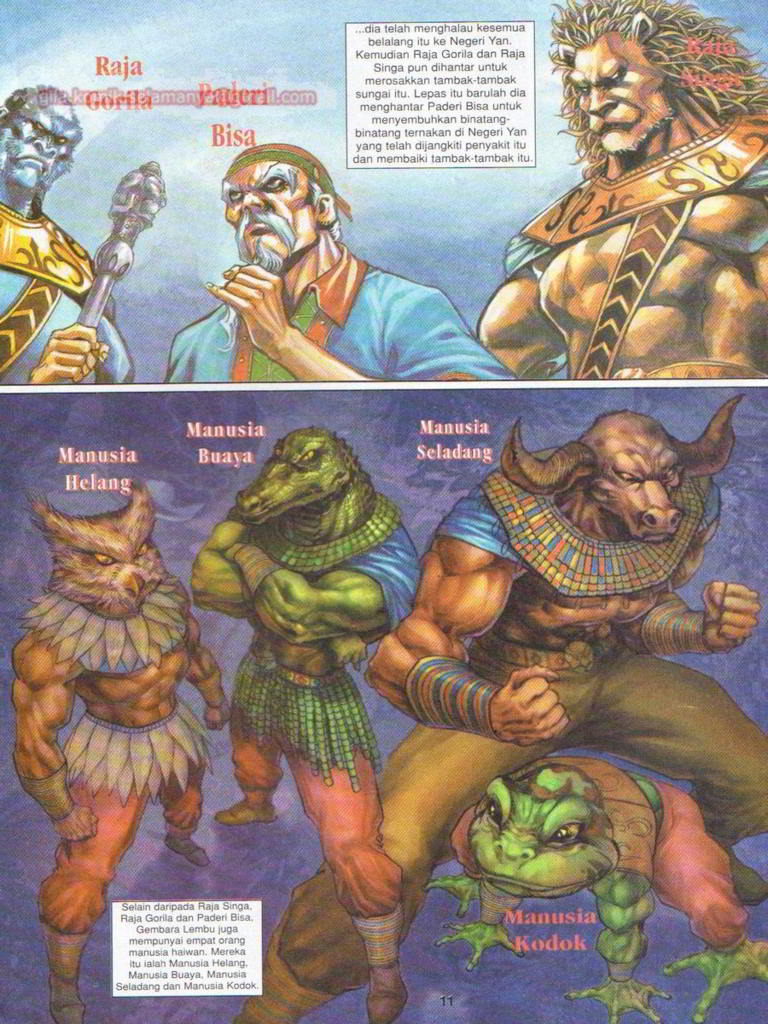 ...dia telah menghalau kesemua
belalang itu ke Negeri Yan.
Kemudian Raja Gorila dan Raja
Singa pun dihantar untuk
merosakkan tambak-tambak
sungai itu. Lepas itu barulah dia
menghantar Paderi Bisa untuk
menyembuhkan binatang-
binatang ternakan di Negeri Yan
yang telah dijangkiti penyakit itu
dan membaiki tambak-tambak itu.
Raja
Gorila
Paderi
Bisa
Raja
Singa
Manusia
Helang
Manusia
Buaya
Manusia
Seladang
Manusia
Kodok
Selain daripada Raja Singa,
Raja Gorila dan Paderi Bisa,
Gembara Lembu juga
mempunyai empat orang
manusia haiwan. Mereka
itu ialah Manusia Helang,
Manusia Buaya, Manusia
Seladang dan Manusia Kodok.
11